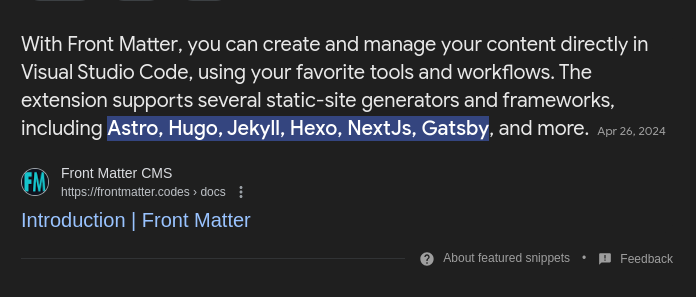 With Front Matter, you can create and manage your content directly in
Visual Studio Code, using your favorite tools and workflows. The
extension supports several static-site generators and frameworks,
including Astro, Hugo, Jekyll, Hexo, NextJs, Gatsby, and more. Apr 26, 2024
FM
Front Matter CMS
https://frontmatter.codes › docs
Introduction | Front Matter
About featured snippets • Feedback